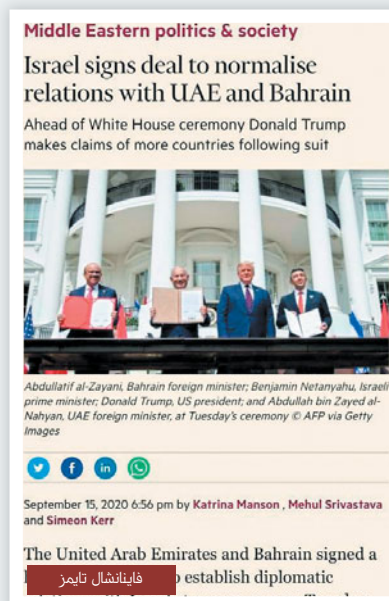 Middle Eastern politics & society
Israel signs deal to normalise
relations with UAE and Bahrain
Ahead of White House ceremony Donald Trump
makes claims of more countries following suit
Abdullatif al-Zayani, Bahrain foreign minister; Benjamin Netanyahu, Israeli
prime minister; Donald Trump, US president; and Abdullah bin Zayed al-
Nahyan, UAE foreign minister, at Tuesday's ceremony © AFP via Getty
Images
September 15, 2020 6:56 pm by Katrina Manson , Mehul Srivastava
and Simeon Kerr
The United Arab Emirates and Bahrain signed a
to establish diplomatic
فاينانشال تايمز